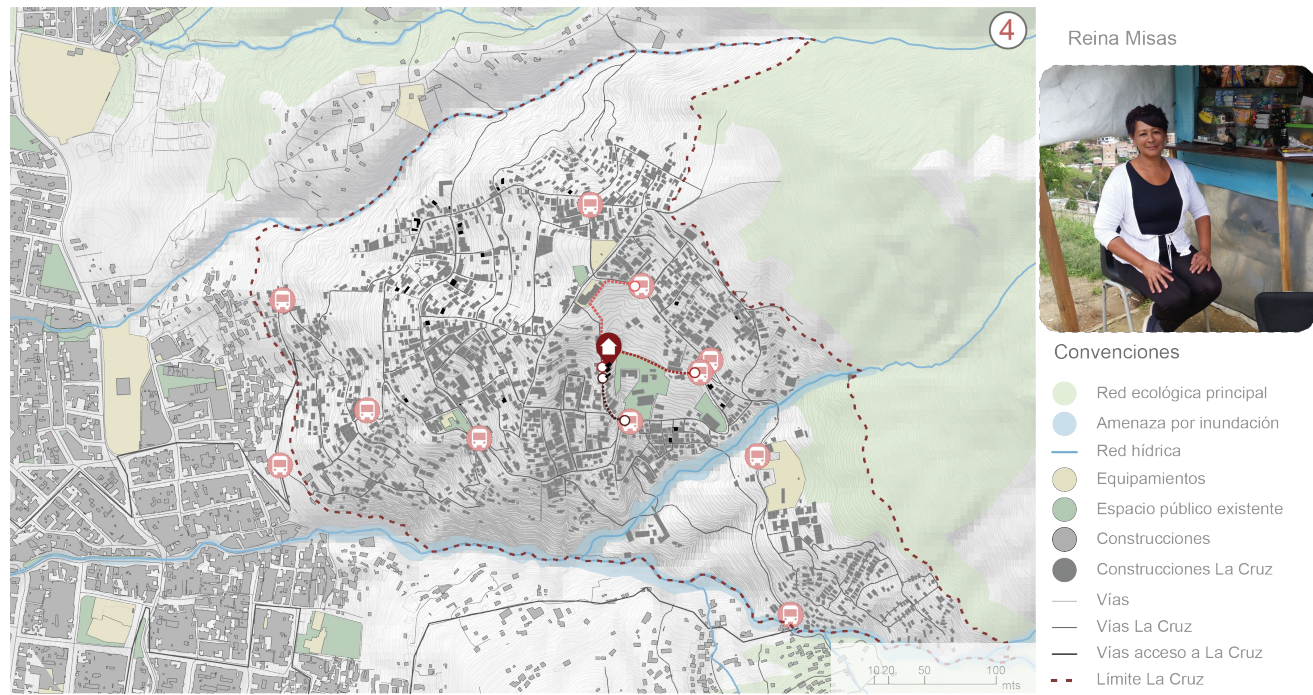 4
Reina Misas
Convenciones
Red ecológica principal
Amenaza por inundación
Red hídrica
Equipamientos
Espacio público existente
Construcciones
Construcciones La Cruz
Vías
Vías La Cruz
Vías acceso a La Cruz
Límite La Cruz
10 20 50 100
mts